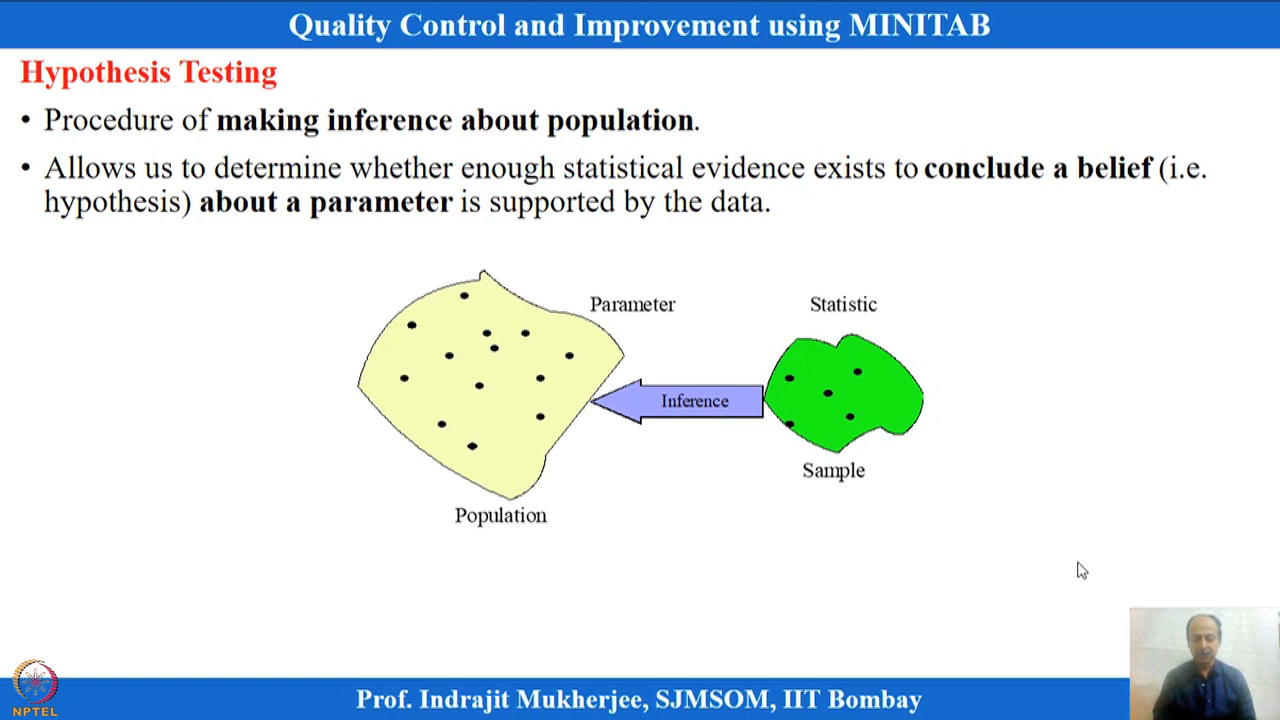 Quality Control and Improvement using MINITAB
Hypothesis Testing
• Procedure of making inference about population.
• Allows us to determine whether enough statistical evidence exists to conclude a belief (i.e.
hypothesis) about a parameter is supported by the data.
Parameter
Statistic
Inference
Sample
Population
NPTEL
Prof. Indrajit Mukherjee, SJMSOM, IIT Bombay